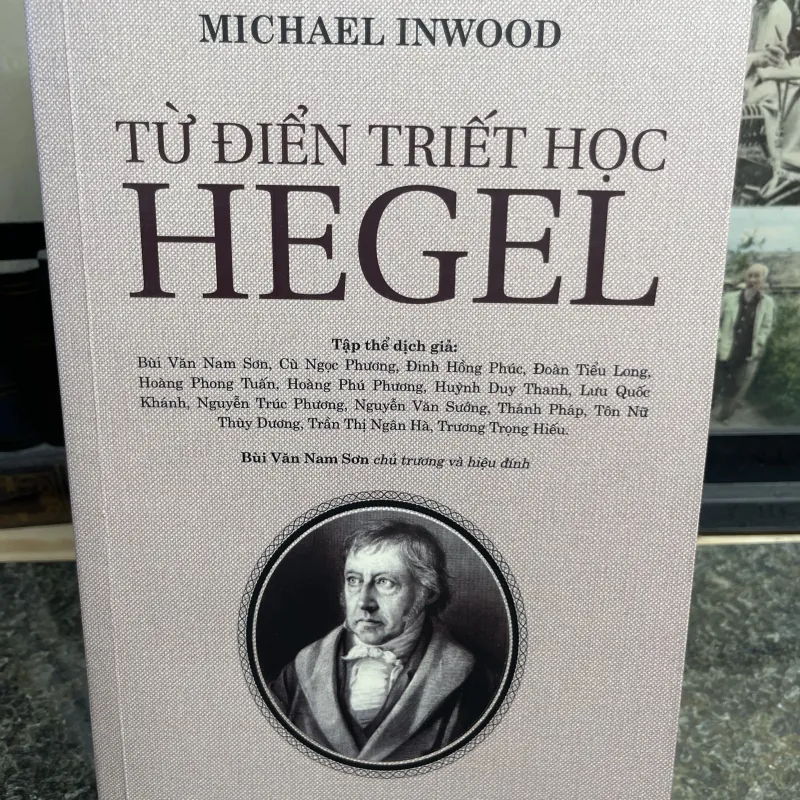 MICHAEL INWOOD
TỪ ĐIỂN TRIẾT HỌC
HEGEL
Tập thể dịch giả:
Bùi Văn Nam Sơn, Cù Ngọc Phương, Đinh Hồng Phúc, Đoàn Tiểu Long,
Hoàng Phong Tuấn, Hoàng Phú Phương, Huỳnh Duy Thanh, Lưu Quốc
Khánh, Nguyễn Trúc Phương, Nguyễn Văn Sướng, Thánh Pháp, Tôn Nữ
Thùy Dương, Trần Thị Ngân Hà, Trương Trọng Hiếu.
Bùi Văn Nam Sơn chủ trương và hiệu đính